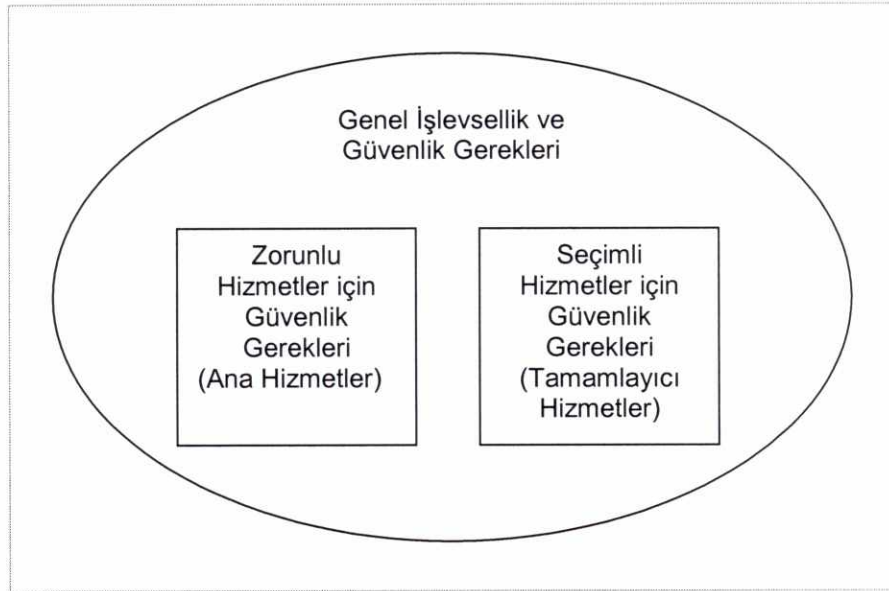 Genel İşlevsellik ve
Güvenlik Gerekleri
Zorunlu
Hizmetler için
Güvenlik
Gerekleri
(Ana Hizmetler)
Seçimli
Hizmetler için
Güvenlik
Gerekleri
(Tamamlayıcı
Hizmetler)